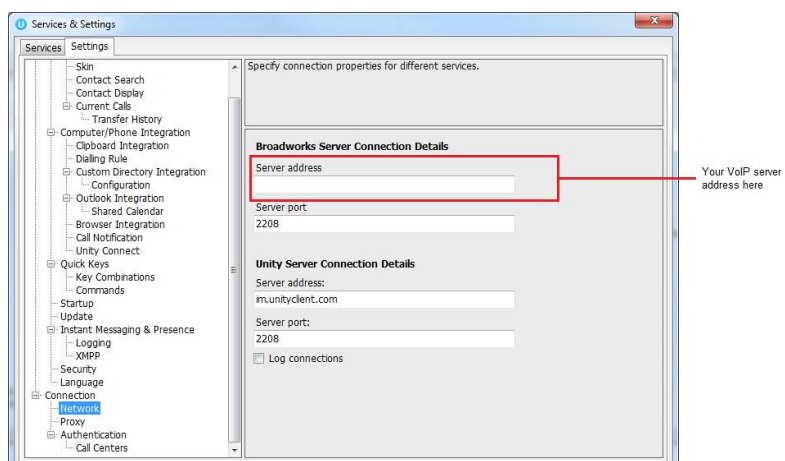 Services & Settings
Services
Settings
Skin
Contact Search
Contact Display
Current Calls
Transfer History
Computer/Phone Integration
Clipboard Integration
Dialling Rule
Custom Directory Integration
Configuration
Outlook Integration
Shared Calendar
Browser Integration
Call Notification
Unity Connect
Quick Keys
Key Combinations
Commands
Startup
Update
Instant Messaging & Presence
Logging
XMPP
Security
Language
Connection
Network
Proxy
Authentication
Call Centers
Specify connection properties for different services.
Broadworks Server Connection Details
Server address
Server port
2208
Unity Server Connection Details
Server address:
im.unityclient.com
Server port:
2208
Log connections
Your VoIP server
address here